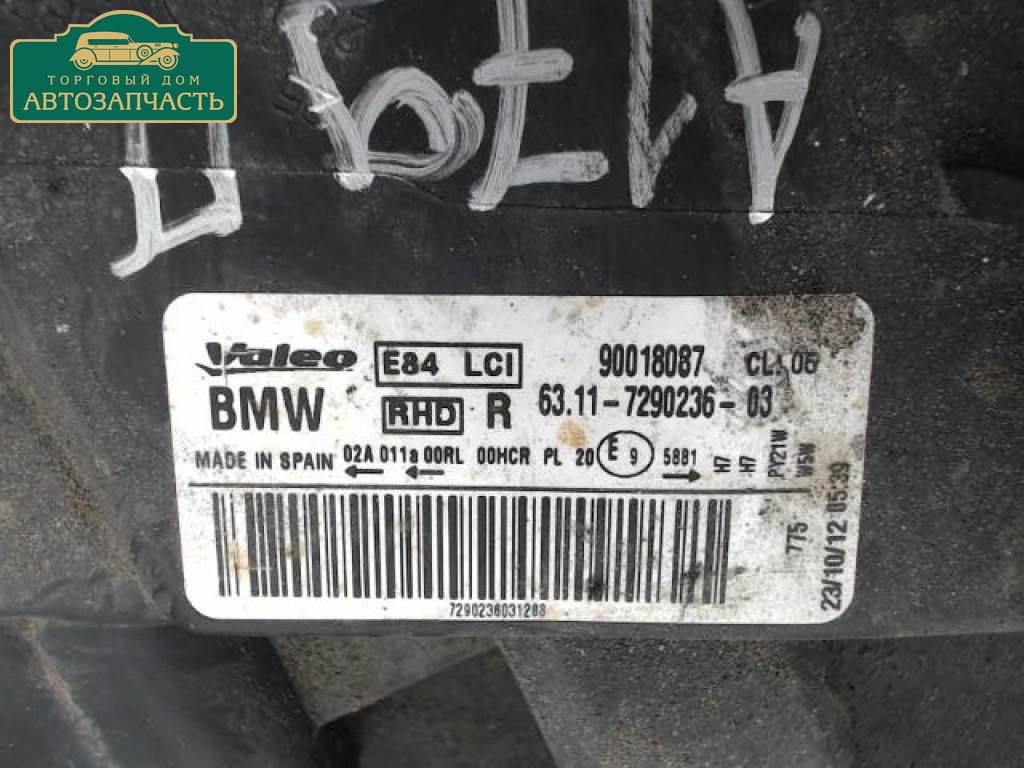 ТОРГОВЫЙ ДОМ
АВТОЗАПЧАСТЬ
Valeo E84 LCI 90018087 CL: 06
BMW RHD R 63.11-7290236-03
MADE IN SPAIN 02A 011a 00RL 00HCR PL 20 E 9 5881
H7
H7
PY21W
W5W
775
23/10/12 05:39
7290236031288